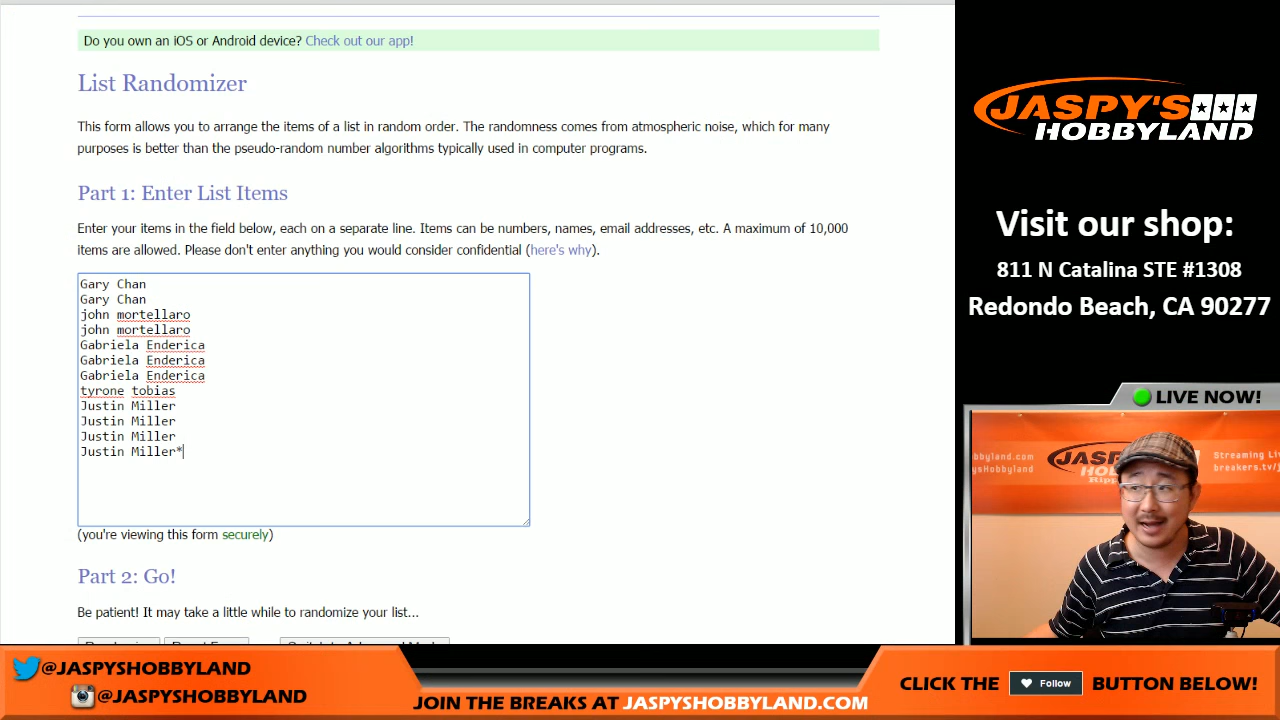 Do you own an iOS or Android device? Check out our app!
List Randomizer
This form allows you to arrange the items of a list in random order. The randomness comes from atmospheric noise, which for many
purposes is better than the pseudo-random number algorithms typically used in computer programs.
Part 1: Enter List Items
Enter your items in the field below, each on a separate line. Items can be numbers, names, email addresses, etc. A maximum of 10,000
items are allowed. Please don't enter anything you would consider confidential (here's why).
Gary Chan
Gary Chan
john mortellaro
john mortellaro
Gabriela Enderica
Gabriela Enderica
Gabriela Enderica
tyrone tobias
Justin Miller
Justin Miller
Justin Miller
Justin Miller*
(you're viewing this form securely)
Part 2: Go!
Be patient! It may take a little while to randomize your list...
JASPY'S
HOBBYLAND
Visit our shop:
811 N Catalina STE #1308
Redondo Beach, CA 90277
LIVE NOW!
@JASPYSHOBBYLAND
@JASPYSHOBBYLAND
JOIN THE BREAKS AT JASPYSHOBBYLAND.COM
CLICK THE Follow BUTTON BELOW!